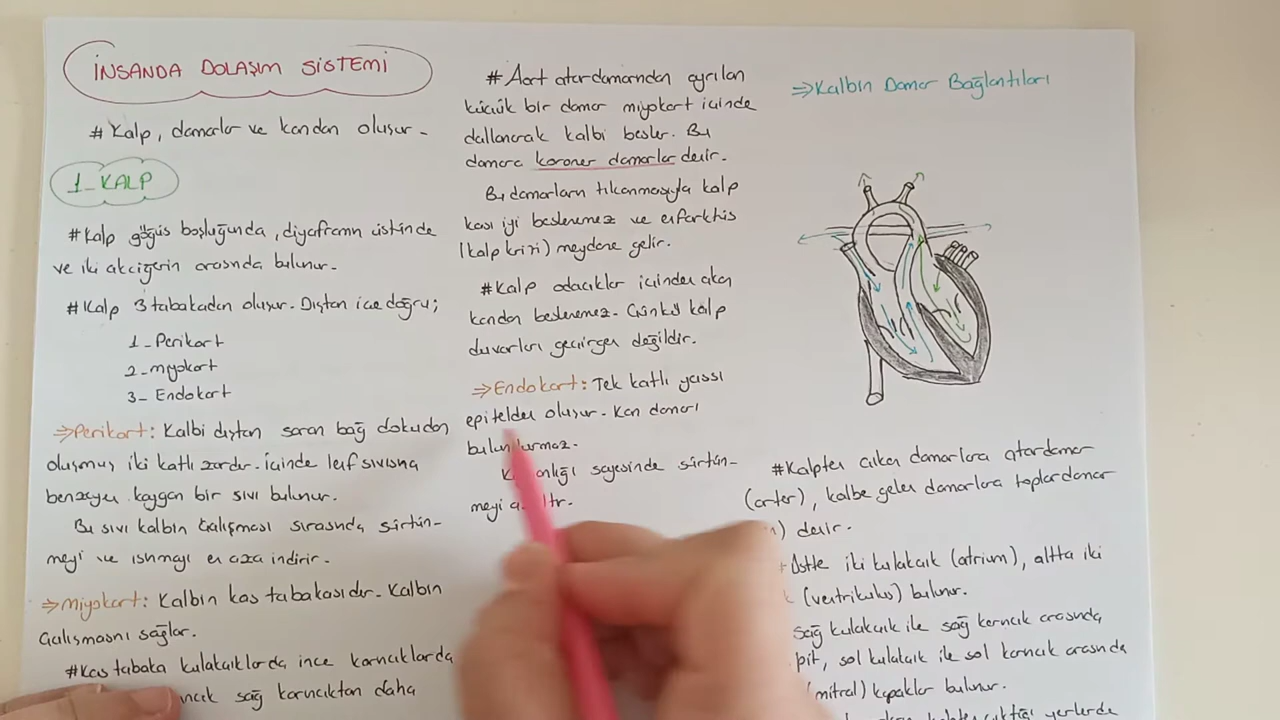 İNSANDA DOLAŞIM SİSTEMİ
# Kalp, damarlar ve kandan oluşur.
1_ KALP
#Kalp göğüs boşluğunda, diyaframın üstünde
ve iki akciğerin arasında bulunur.
#Kalp 3 tabakadan oluşur. Dıştan içe doğru;
1_Perikart
2_miyokart
3_ Endokart
⇒Perikart: Kalbi dıştan saran bağ dokudan
oluşmuş iki katlı zardır. İçinde lenf sıvısına
benzeyen kaygan bir sıvı bulunur.
Bu sıvı kalbin çalışması sırasında sürtün-
meyi ve ısınmayı en aza indirir.
⇒Miyokart: Kalbin kas tabakasıdır. Kalbin
çalışmasını sağlar.
#Kas tabaka kulakçıklarda ince karıncıklarda
sağ karıncıktan daha
# Aort atardamarından ayrılan
küçük bir damar miyokart içinde
dallanarak kalbi besler. Bu
damara koroner damarlar denir.
Bu damarların tıkanmasıyla kalp
kası iyi beslenemez ve enfarktüs
(kalp krizi) meydana gelir.
#Kalp odacıklar içinden akan
kandan beslenemez. Çünkü kalp
duvarları geçirgen değildir.
⇒Endokart: Tek katlı yassı
epitelden oluşur. Kan damarı
sayesinde sürtün-
meyi
⇒Kalbin Damar Bağlantıları
#Kalpten çıkan damarlara atardamar
(arter), kalbe gelen damarlara toplardamar
denir.
Üstte iki kulakçık (atrium), altta iki
(ventrikulus) bulunur.
sağ kulakçık ile sağ karıncık arasında
sol kulakçık ile sol karıncık arasında
(mitral) kapaklar bulunur.
yerlerde